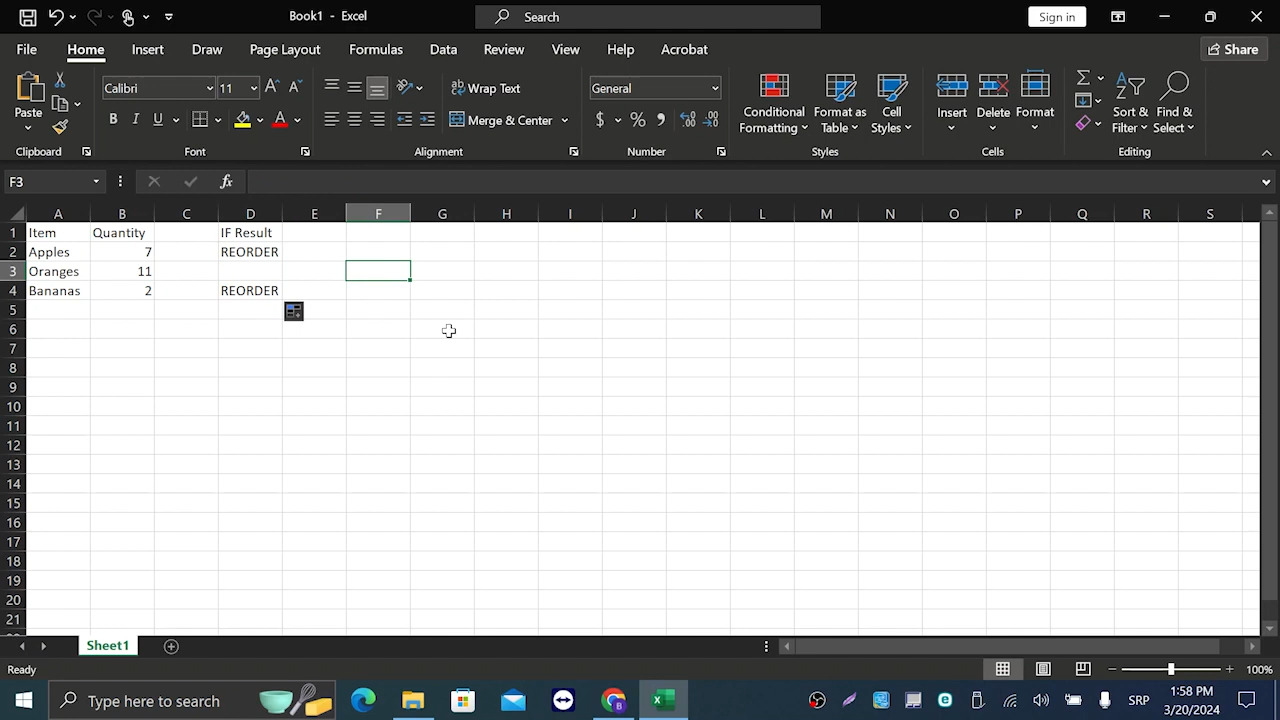 Book1 - Excel
Search
Sign in
File Home Insert Draw Page Layout Formulas Data Review View Help Acrobat
Share
Paste
Calibri 11
Wrap Text
Merge & Center
General
Conditional Formatting
Format as Table
Cell Styles
Insert
Delete
Format
Sort & Filter
Find & Select
Clipboard
Font
Alignment
Number
Styles
Cells
Editing
F3
fx
A B C D E F G H I J K L M N O P Q R S
1 Item Quantity IF Result
2 Apples 7 REORDER
3 Oranges 11
4 Bananas 2 REORDER
5
6
7
8
9
10
11
12
13
14
15
16
17
18
19
20
21
Sheet1
Ready
100%
Type here to search
SRP
1:58 PM
3/20/2024